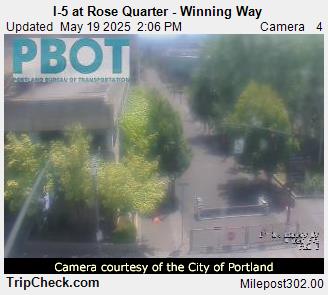 I-5 at Rose Quarter - Winning Way
Updated May 19 2025 2:06 PM Camera 4
PBOT
PORTLAND BUREAU OF TRANSPORTATION
Camera courtesy of the City of Portland
TripCheck.com Milepost302.00